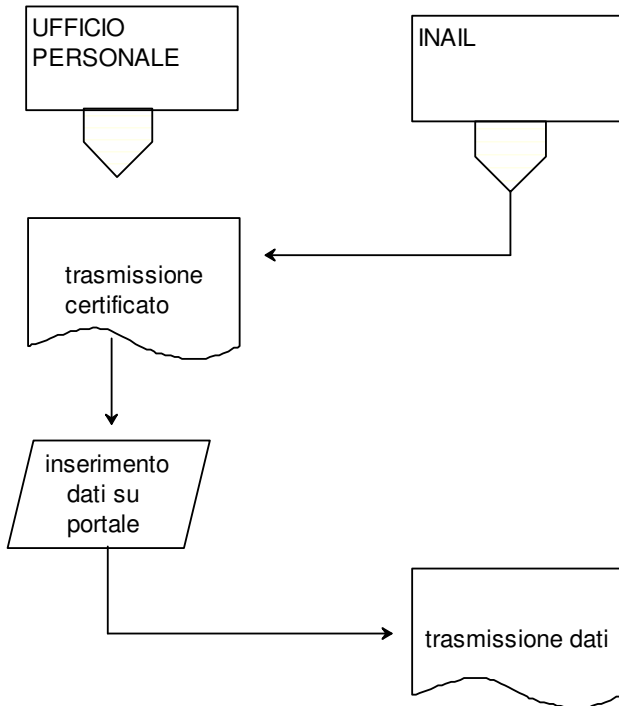 UFFICIO
PERSONALE
INAIL
trasmissione
certificato
inserimento
dati su
portale
trasmissione dati